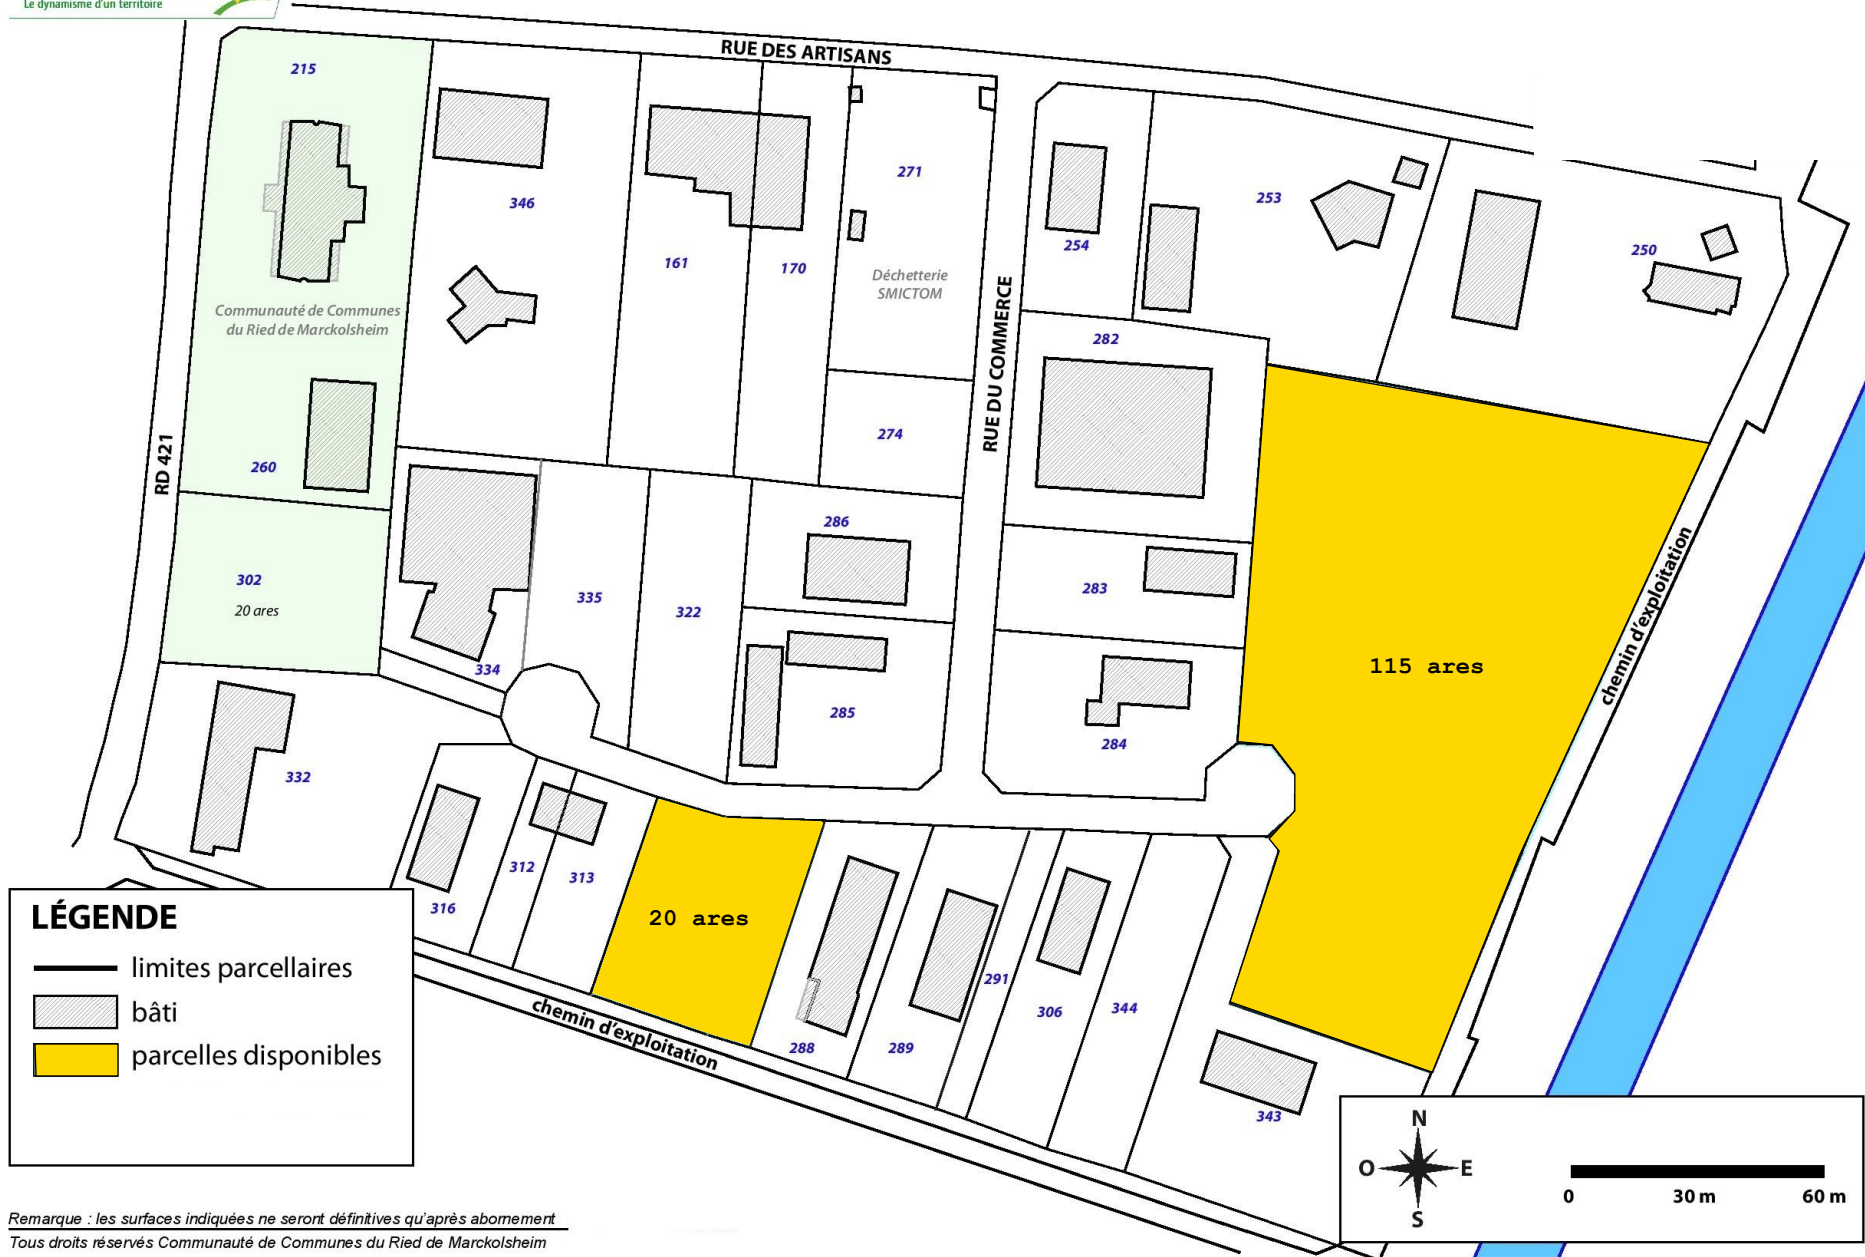 Le dynamisme d'un territoire
RUE DES ARTISANS
215
346
271
253
254
250
161
170
Déchetterie
SMICTOM
Communauté de Communes
du Ried de Marckolsheim
RUE DU COMMERCE
282
274
RD 421
260
286
chemin d'exploitation
302
20 ares
335
322
283
115 ares
334
285
284
332
312
313
316
20 ares
291
306
344
288
289
chemin d'exploitation
343
LÉGENDE
limites parcellaires
bâti
parcelles disponibles
N
O
E
S
0
30 m
60 m
Remarque : les surfaces indiquées ne seront définitives qu'après abornement
Tous droits réservés Communauté de Communes du Ried de Marckolsheim